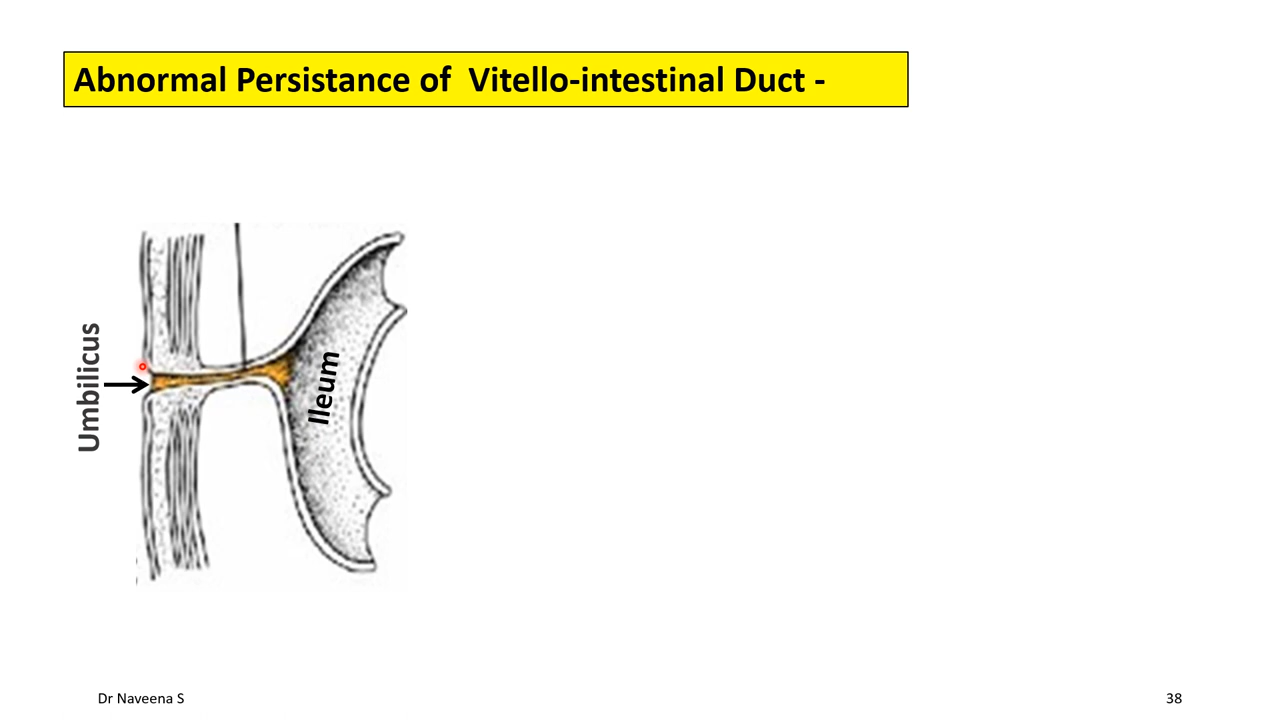 Abnormal Persistance of  Vitello-intestinal Duct -
Umbilicus
Ileum
Dr Naveena S
38